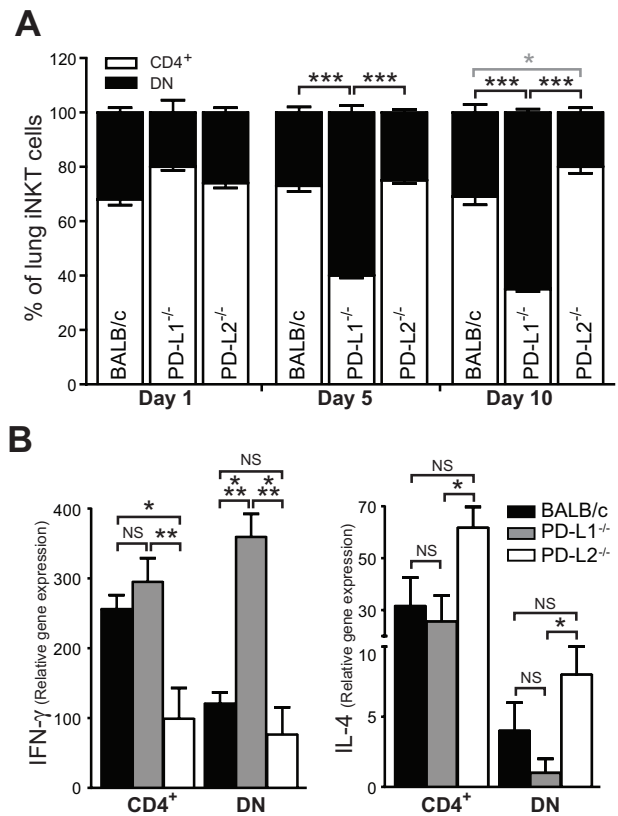 A
120
100
80
60
40
20
0
% of lung iNKT cells
CD4+
DN
*** ***
*
*** ***
BALB/c PD-L1-/- PD-L2-/-
BALB/c PD-L1-/- PD-L2-/-
BALB/c PD-L1-/- PD-L2-/-
Day 1 Day 5 Day 10
B
400
300
200
100
0
IFN-γ (Relative gene expression)
*
NS **
NS
* *
** **
CD4+ DN
70
50
30
10
5
0
IL-4 (Relative gene expression)
NS
*
NS
NS
*
NS
CD4+ DN
BALB/c
PD-L1-/-
PD-L2-/-